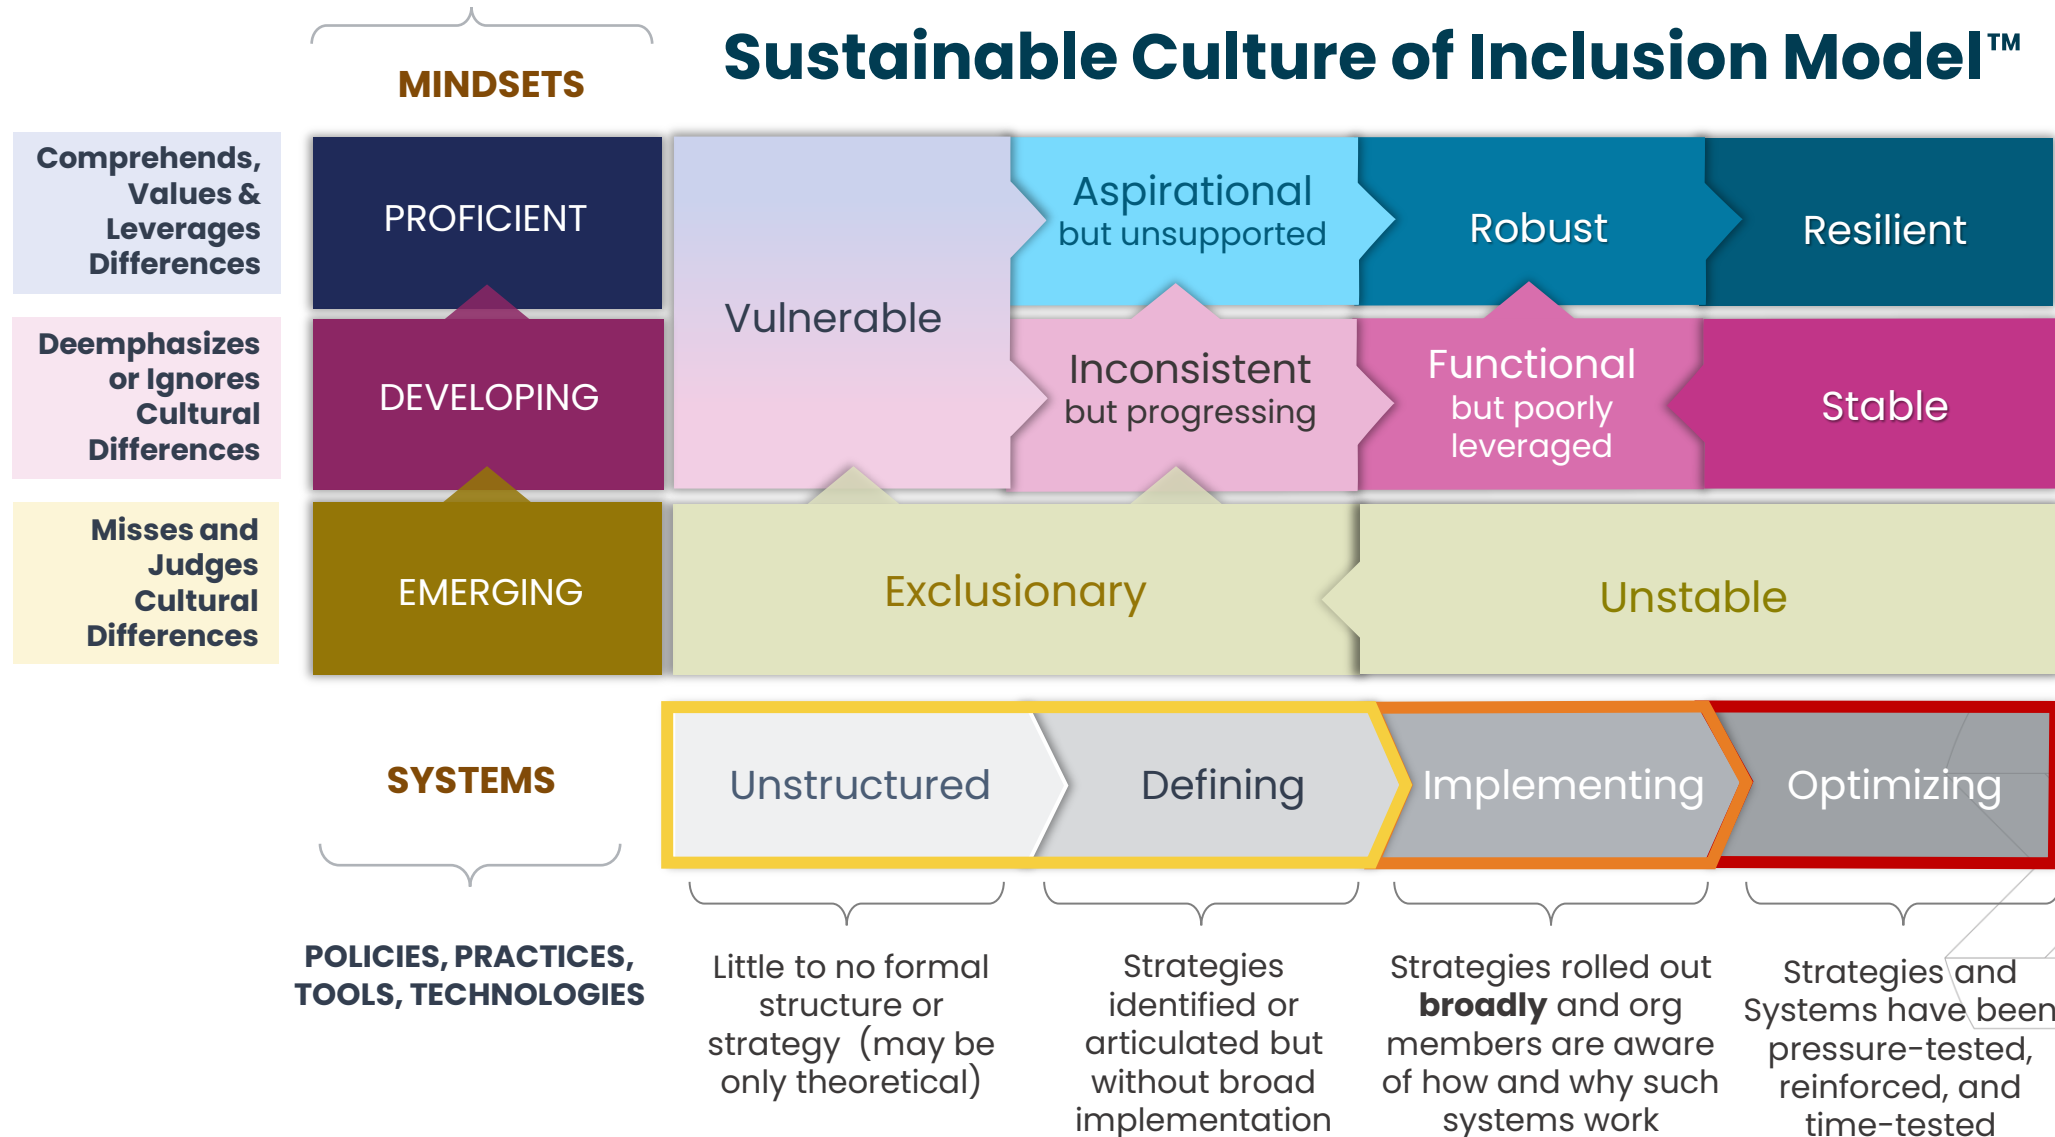 Sustainable Culture of Inclusion Model™
MINDSETS
Comprehends,
Values &
Leverages
Differences
PROFICIENT
Vulnerable
Aspirational
but unsupported
Robust
Resilient
Deemphasizes
or Ignores
Cultural
Differences
DEVELOPING
Inconsistent
but progressing
Functional
but poorly
leveraged
Stable
Misses and
Judges
Cultural
Differences
EMERGING
Exclusionary
Unstable
SYSTEMS
Unstructured
Defining
Implementing
Optimizing
POLICIES, PRACTICES,
TOOLS, TECHNOLOGIES
Little to no formal
structure or
strategy (may be
only theoretical)
Strategies
identified or
articulated but
without broad
implementation
Strategies rolled out
broadly and org
members are aware
of how and why such
systems work
Strategies and
Systems have been
pressure-tested,
reinforced, and
time-tested